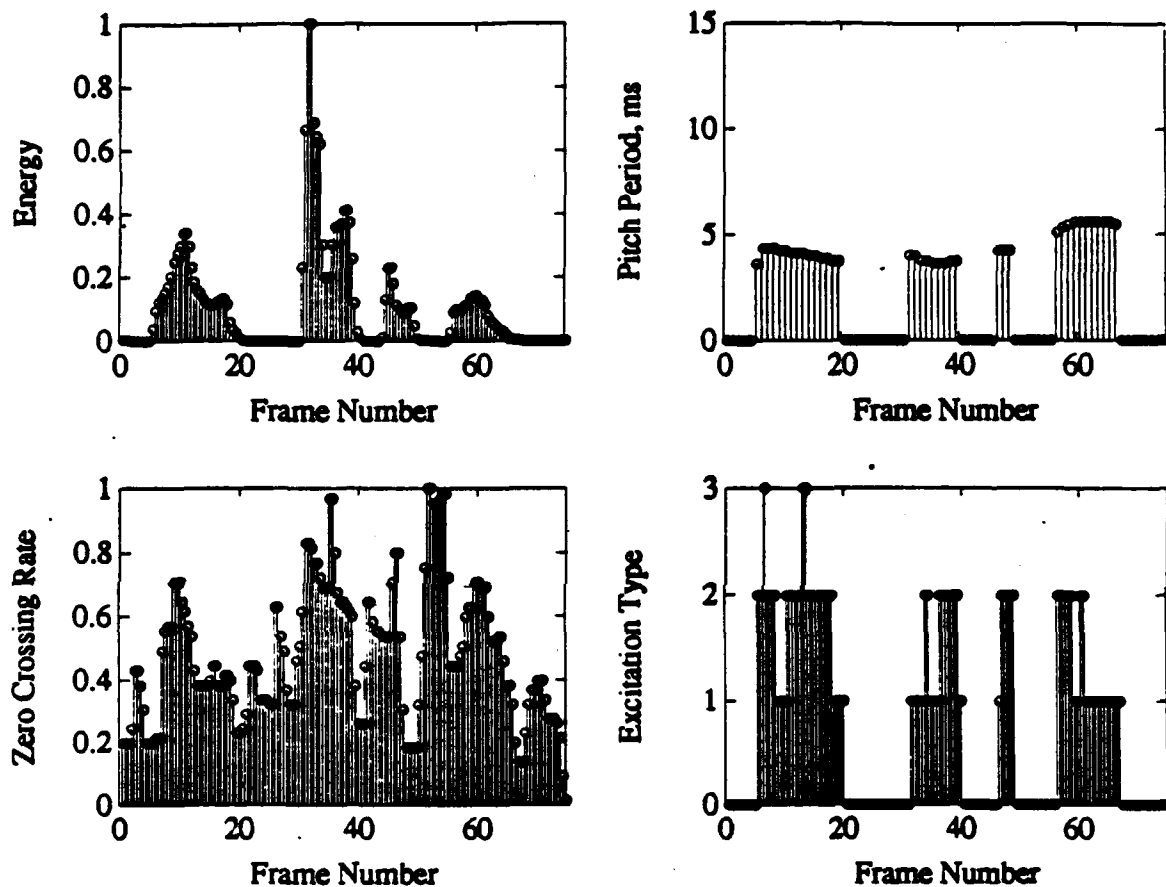 Energy
1
0.8
0.6
0.4
0.2
0
0 20 40 60
Frame Number
Pitch Period, ms
15
10
5
0
0 20 40 60
Frame Number
Zero Crossing Rate
1
0.8
0.6
0.4
0.2
0
0 20 40 60
Frame Number
Excitation Type
3
2
1
0
0 20 40 60
Frame Number